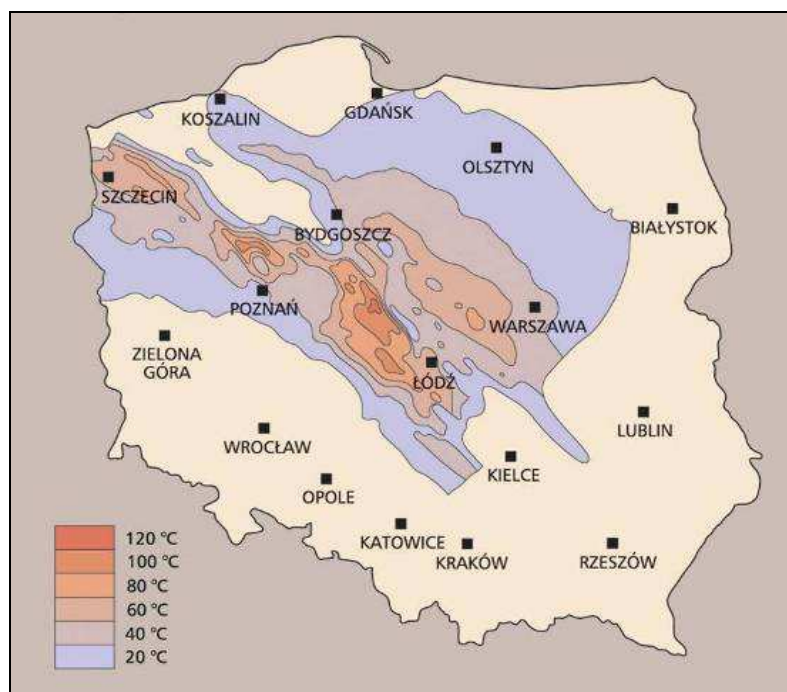 KOSZALIN
GDAŃSK
OLSZTYN
SZCZECIN
BIAŁYSTOK
BYDGOSZCZ
POZNAŃ
WARSZAWA
ZIELONA
GÓRA
ŁÓDŹ
LUBLIN
WROCŁAW
KIELCE
OPOLE
KATOWICE
KRAKÓW
RZESZÓW
120 °C
100 °C
80 °C
60 °C
40 °C
20 °C